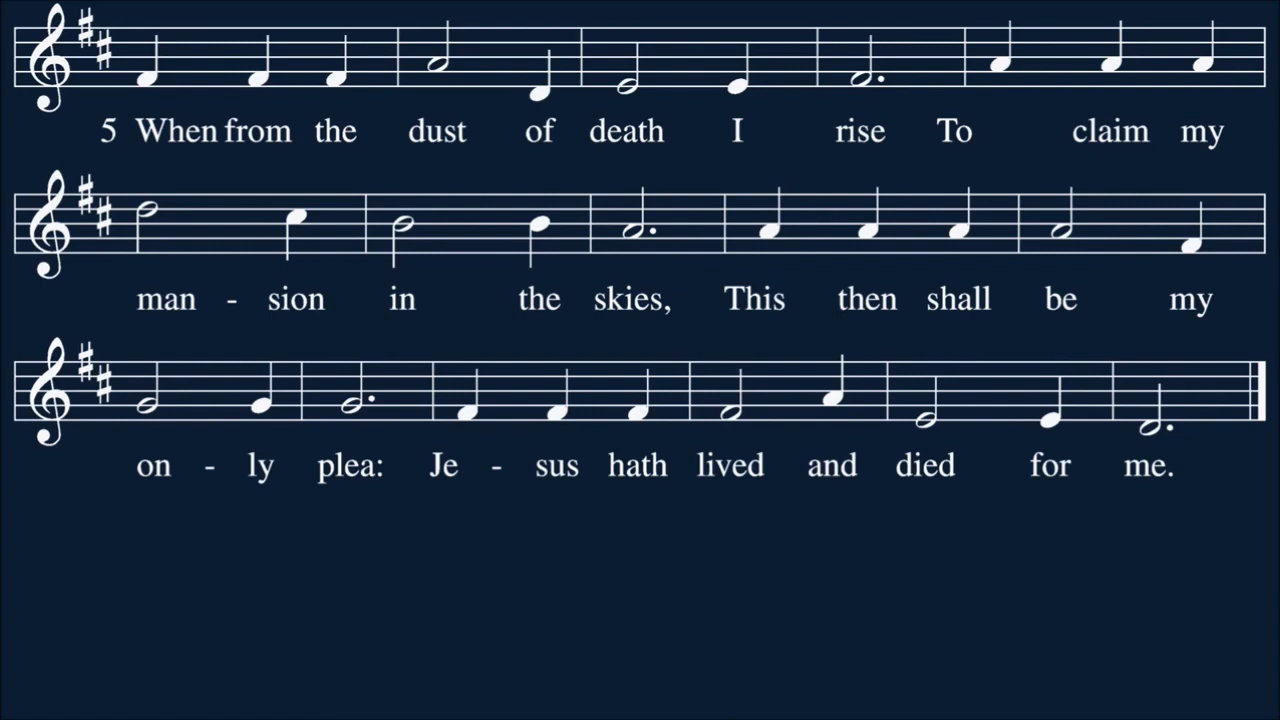 5 When from the dust of death I rise To claim my
man - sion in the skies, This then shall be my
on - ly plea: Je - sus hath lived and died for me.